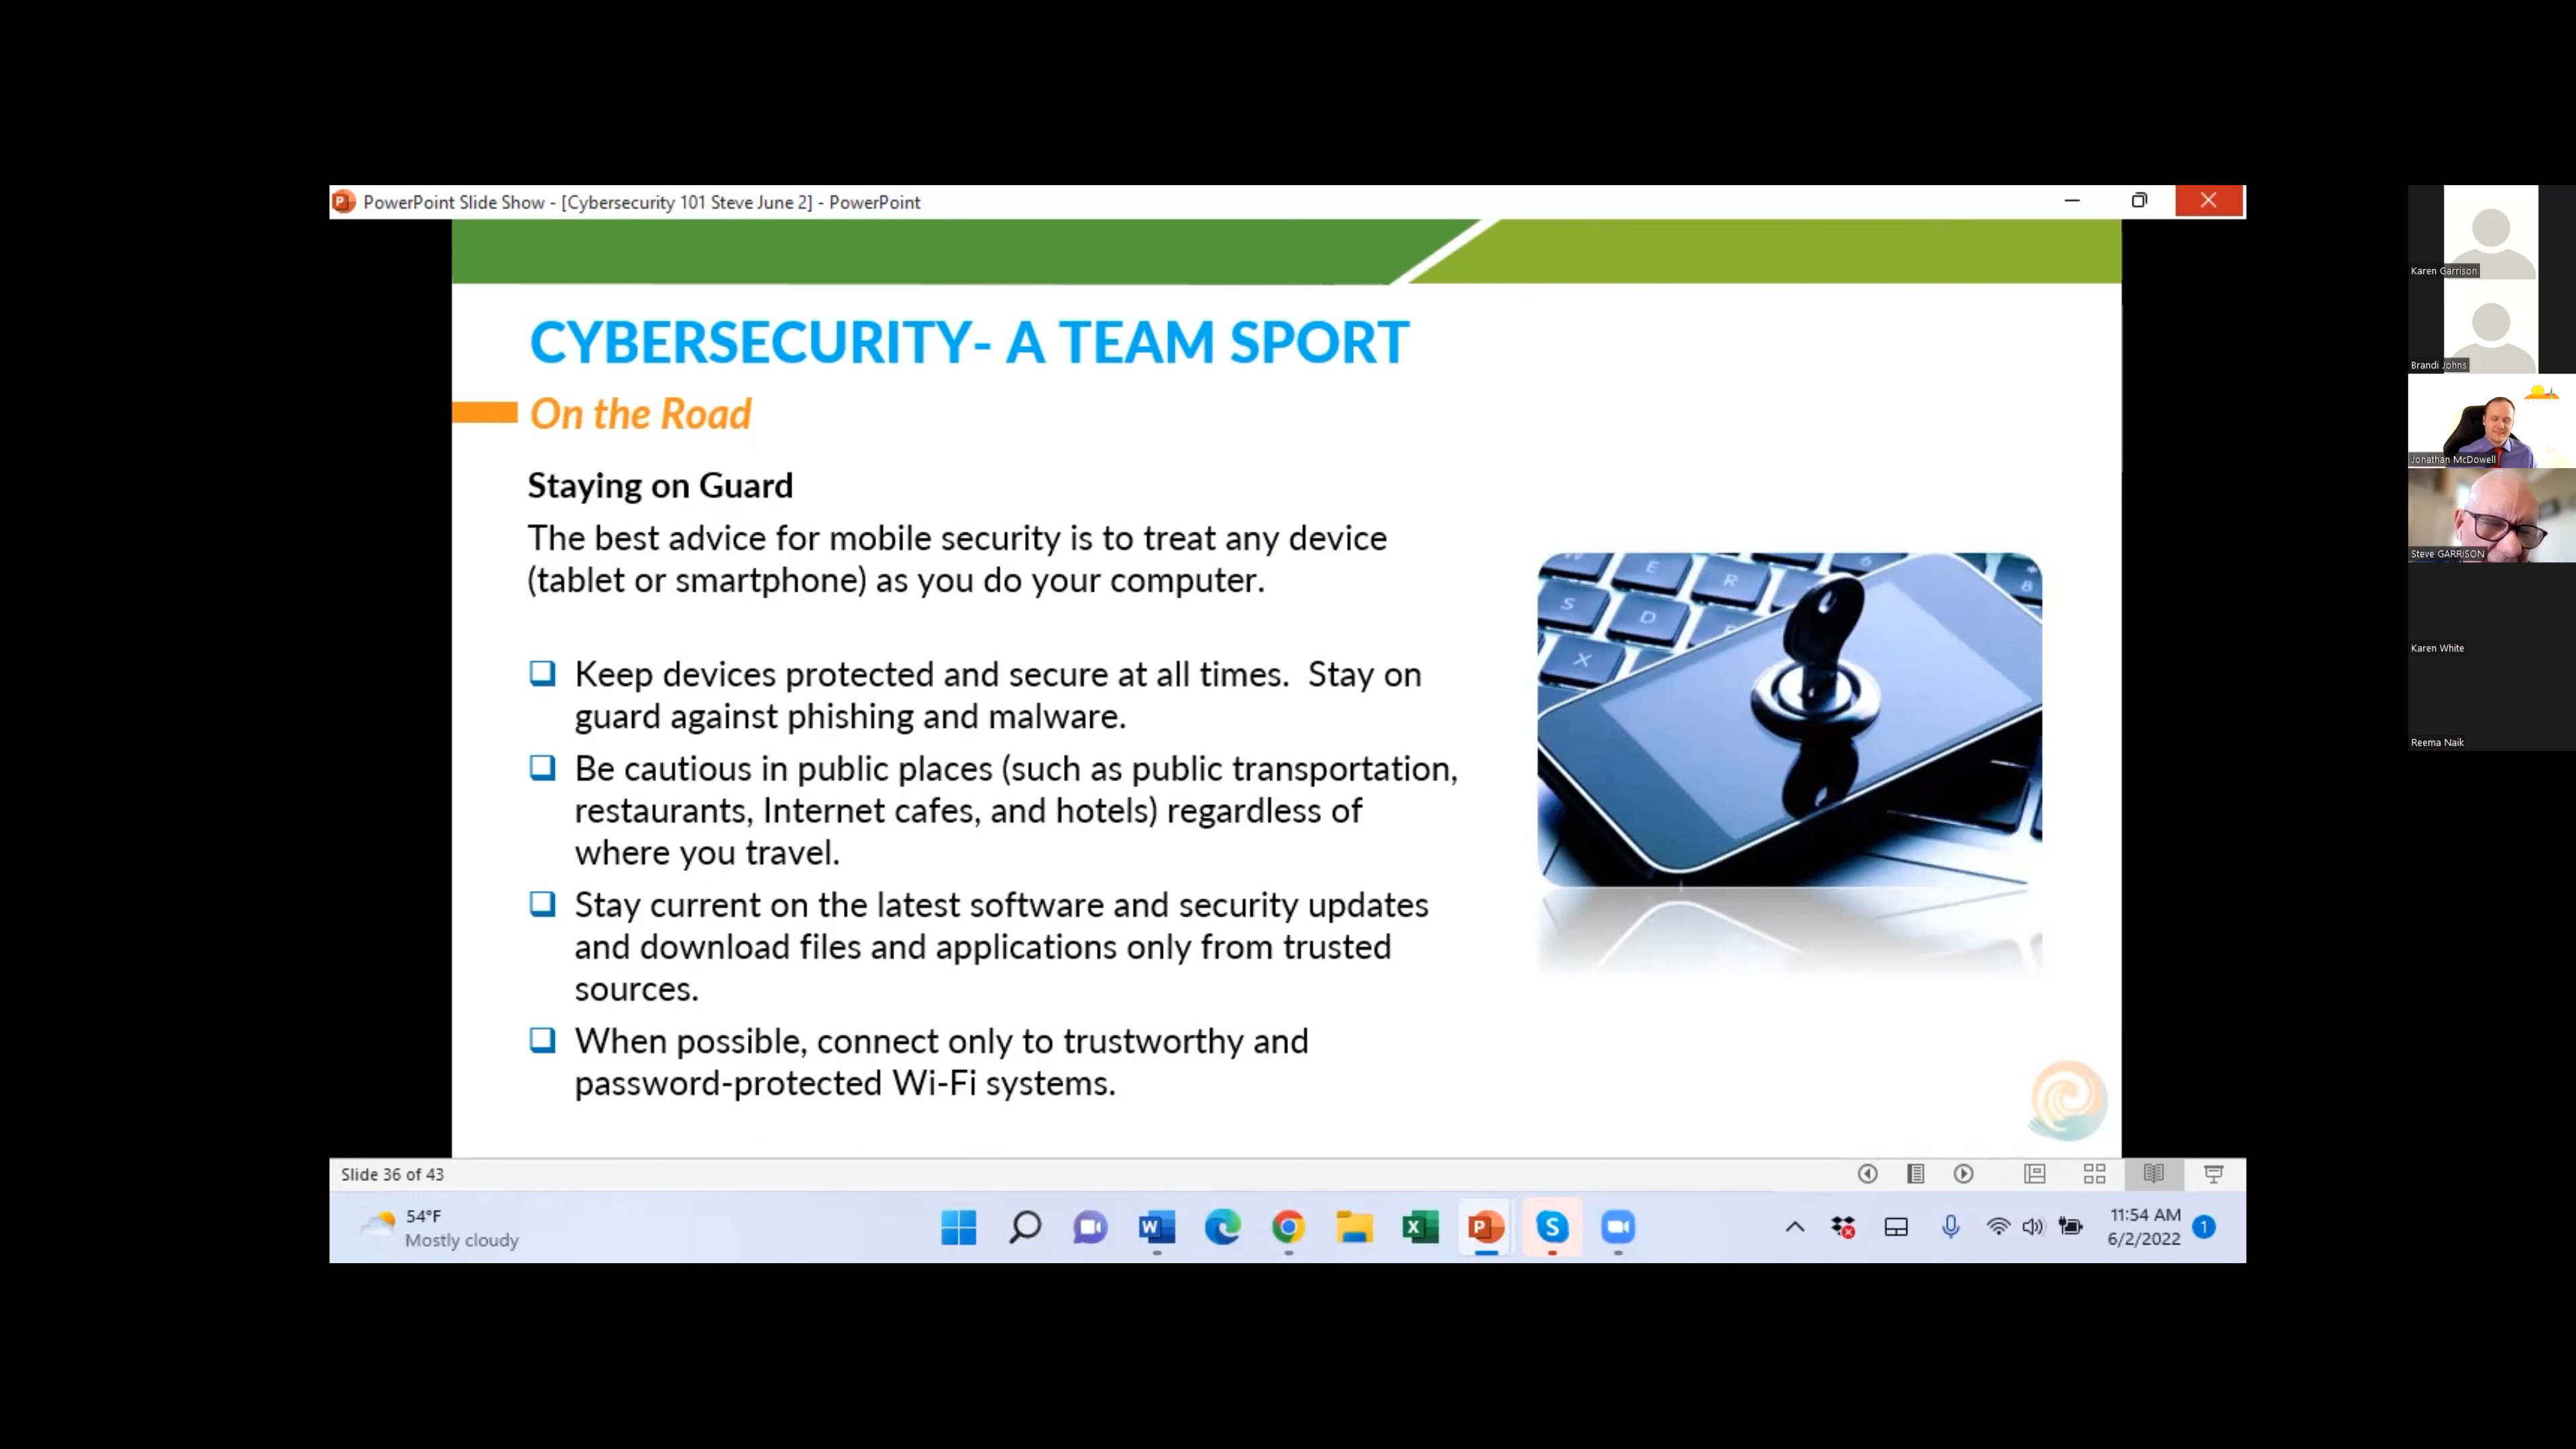 PowerPoint Slide Show - [Cybersecurity 101 Steve June 2] - PowerPoint
CYBERSECURITY- A TEAM SPORT
On the Road
Staying on Guard
The best advice for mobile security is to treat any device
(tablet or smartphone) as you do your computer.
Keep devices protected and secure at all times.  Stay on
guard against phishing and malware.
Be cautious in public places (such as public transportation,
restaurants, Internet cafes, and hotels) regardless of
where you travel.
Stay current on the latest software and security updates
and download files and applications only from trusted
sources.
When possible, connect only to trustworthy and
password-protected Wi-Fi systems.
E
R
6
8
S
D
X
Slide 36 of 43
54°F
Mostly cloudy
11:54 AM
6/2/2022
1
Karen Garrison
Brandi Johns
Jonathan McDowell
Steve GARRISON
Karen White
Reema Naik